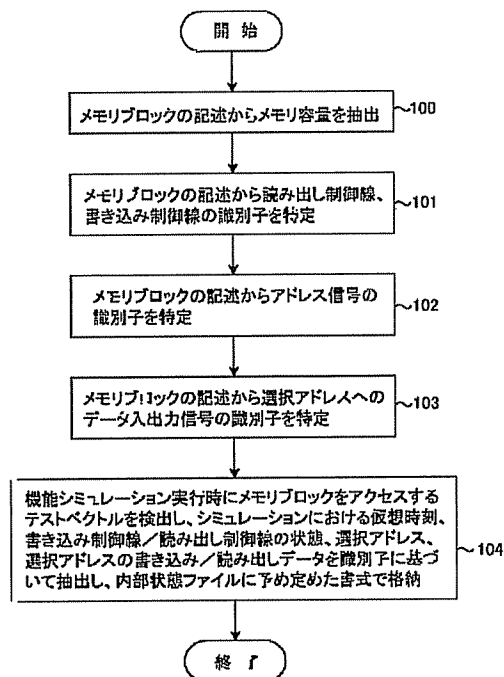 開 始
メモリブロックの記述からメモリ容量を抽出
100
メモリブロックの記述から読み出し制御線、
書き込み制御線の識別子を特定
101
メモリブロックの記述からアドレス信号の
識別子を特定
102
メモリブロックの記述から選択アドレスへの
データ入出力信号の識別子を特定
103
機能シミュレーション実行時にメモリブロックをアクセスする
テストベクトルを検出し、シミュレーションにおける仮想時刻、
書き込み制御線/読み出し制御線の状態、選択アドレス、
選択アドレスの書き込み/読み出しデータを識別子に基づ
いて抽出し、内部状態ファイルに予め定めた書式で格納
104
終 了